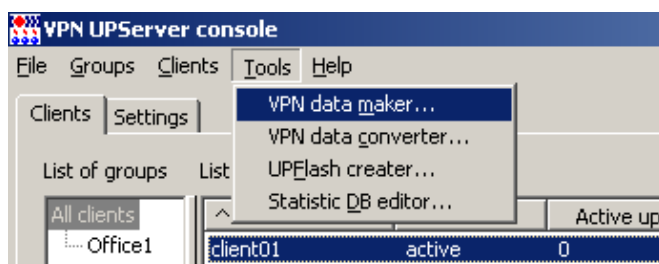 VPN UPServer console
File Groups Clients Tools Help
VPN data maker...
VPN data converter...
UPFlash creater...
Statistic DB editor...
Clients Settings
List of groups List
All clients Active up
Office1
client01 active 0